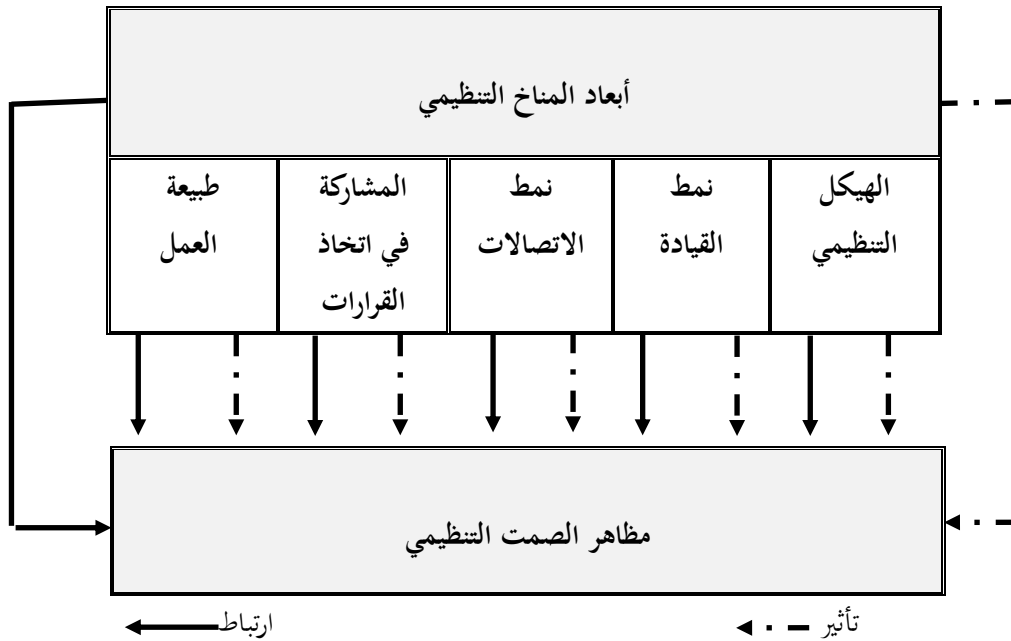 أبعاد المناخ التنظيمي
الهيكل
التنظيمي
نمط
القيادة
نمط
الاتصالات
المشاركة
في اتخاذ
القرارات
طبيعة
العمل
مظاهر الصمت التنظيمي
تأثير
ارتباط